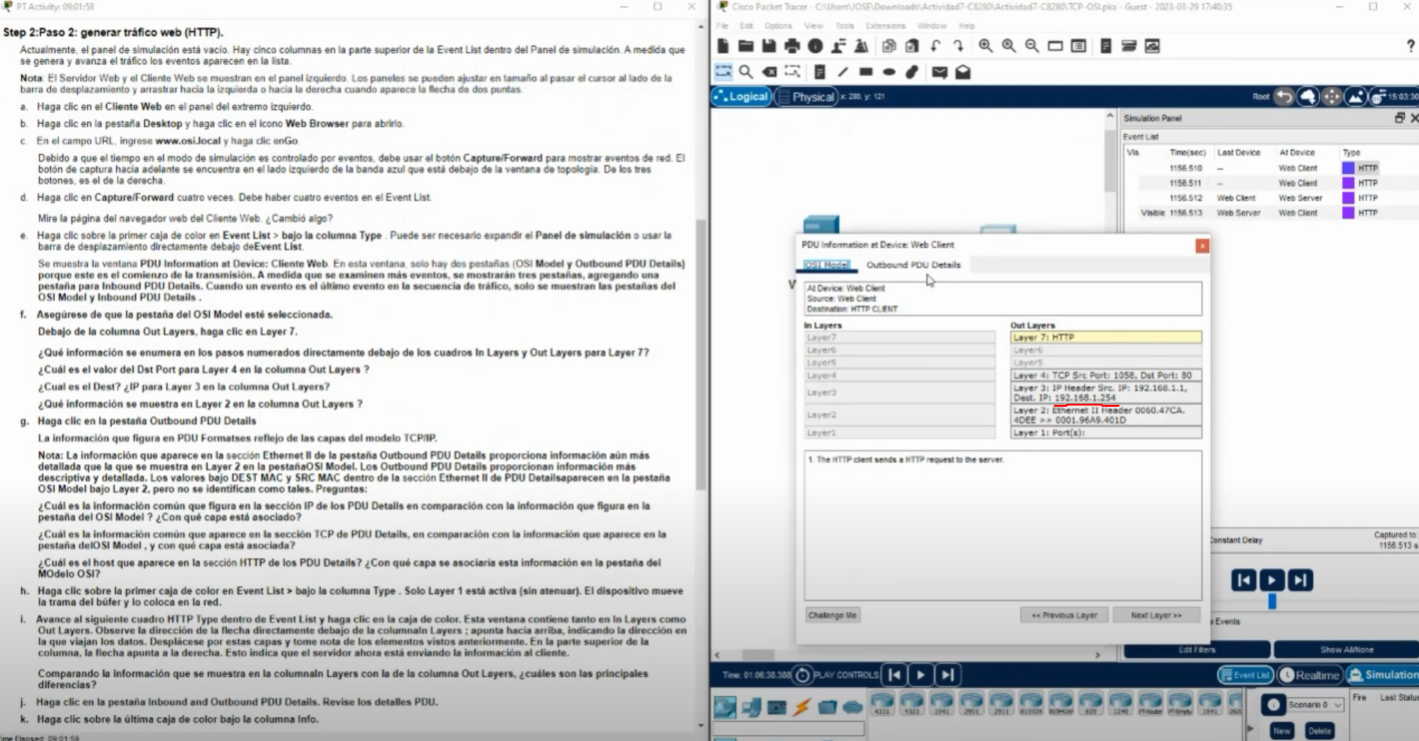 PT Activity: 09:01:58
Step 2:Paso 2: generar tráfico web (HTTP).
Actualmente, el panel de simulación está vacío. Hay cinco columnas en la parte superior de la Event List dentro del Panel de simulación. A medida que
se genera y avanza el tráfico los eventos aparecen en la lista.
Nota: El Servidor Web y el Cliente Web se muestran en el panel izquierdo. Los paneles se pueden ajustar en tamaño al pasar el cursor al lado de la
barra de desplazamiento y arrastrar hacia la izquierda o hacia la derecha cuando aparece la flecha de dos puntas.
a. Haga clic en el Cliente Web en el panel del extremo izquierdo.
b. Haga clic en la pestaña Desktop y haga clic en el icono Web Browser para abrirlo.
c. En el campo URL, ingrese www.osi.local y haga clic enGo
Debido a que el tiempo en el modo de simulación es controlado por eventos, debe usar el botón Capture/Forward para mostrar eventos de red. El
botón de captura hacia adelante se encuentra en el lado izquierdo de la banda azul que está debajo de la ventana de topología. De los tres
botones, es el de la derecha.
d. Haga clic en Capture/Forward cuatro veces. Debe haber cuatro eventos en el Event List.
Mire la página del navegador web del Cliente Web. ¿Cambió algo?
e. Haga clic sobre la primer caja de color en Event List > bajo la columna Type . Puede ser necesario expandir el Panel de simulación o usar la
barra de desplazamiento directamente debajo deEvent List.
Se muestra la ventana PDU Information at Device: Cliente Web. En esta ventana, solo hay dos pestañas (OSI Model y Outbound PDU Details)
porque este es el comienzo de la transmisión. A medida que se examinen más eventos, se mostrarán tres pestañas, agregando una
pestaña para Inbound PDU Details. Cuando un evento es el último evento en la secuencia de tráfico, solo se muestran las pestañas del
OSI Model y Inbound PDU Details .
f. Asegúrese de que la pestaña del OSI Model esté seleccionada.
Debajo de la columna Out Layers, haga clic en Layer 7.
¿Qué información se enumera en los pasos numerados directamente debajo de los cuadros In Layers y Out Layers para Layer 7?
¿Cuál es el valor del Dst Port para Layer 4 en la columna Out Layers ?
¿Cual es el Dest? ¿IP para Layer 3 en la columna Out Layers?
¿Qué información se muestra en Layer 2 en la columna Out Layers ?
g. Haga clic en la pestaña Outbound PDU Details
La información que figura en PDU Formatses reflejo de las capas del modelo TCP/IP.
Nota: La información que aparece en la sección Ethernet II de la pestaña Outbound PDU Details proporciona información aún más
detallada que la que se muestra en Layer 2 en la pestañaOSI Model. Los Outbound PDU Details proporcionan información más
descriptiva y detallada. Los valores bajo DEST MAC y SRC MAC dentro de la sección Ethernet II de PDU Detailsaparecen en la pestaña
OSI Model bajo Layer 2, pero no se identifican como tales. Preguntas:
¿Cuál es la información común que figura en la sección IP de los PDU Details en comparación con la información que figura en la
pestaña del OSI Model ? ¿Con qué capa está asociado?
¿Cuál es la información común que aparece en la sección TCP de PDU Details, en comparación con la información que aparece en la
pestaña delOSI Model , y con qué capa está asociada?
¿Cuál es el host que aparece en la sección HTTP de los PDU Details? ¿Con qué capa se asociaría esta información en la pestaña del
MOdelo OSI?
h. Haga clic sobre la primer caja de color en Event List > bajo la columna Type . Solo Layer 1 está activa (sin atenuar). El dispositivo mueve
la trama del búfer y lo coloca en la red.
i. Avance al siguiente cuadro HTTP Type dentro de Event List y haga clic en la caja de color. Esta ventana contiene tanto en In Layers como
Out Layers. Observe la dirección de la flecha directamente debajo de la columnaIn Layers ; apunta hacia arriba, indicando la dirección en
la que viajan los datos. Desplácese por estas capas y tome nota de los elementos vistos anteriormente. En la parte superior de la
columna, la flecha apunta a la derecha. Esto indica que el servidor ahora está enviando la información al cliente.
Comparando la información que se muestra en la columnaIn Layers con la de la columna Out Layers, ¿cuáles son las principales
diferencias?
j. Haga clic en la pestaña Inbound and Outbound PDU Details. Revise los detalles PDU.
k. Haga clic sobre la última caja de color bajo la columna Info.
Time Elapsed: 09:01:58
Cisco Packet Tracer - C:\Users\JOSE\Downloads\Actividad7-C8280\Actividad7-C8280\TCP-OSI.pka - Guest - 2023-03-29 17:40:35
File Edit Options View Tools Extensions Window Help
?
Logical Physical x: 280, y: 121 Root 15:03:30
Simulation Panel
Event List
Vis. Time(sec) Last Device At Device Type
1156.510 -- Web Client HTTP
1156.511 -- Web Client HTTP
1156.512 Web Client Web Server HTTP
Visible 1156.513 Web Server Web Client HTTP
W
PDU Information at Device: Web Client
OSI Model Outbound PDU Details
At Device: Web Client
Source: Web Client
Destination: HTTP CLIENT
In Layers Out Layers
Layer7 Layer 7: HTTP
Layer6 Layer6
Layer5 Layer5
Layer4 Layer 4: TCP Src Port: 1058, Dst Port: 80
Layer3 Layer 3: IP Header Src. IP: 192.168.1.1,
Dest. IP: 192.168.1.254
Layer2 Layer 2: Ethernet II Header 0060.47CA.
4DEE >> 0001.96A9.401D
Layer1 Layer 1: Port(s):
1. The HTTP client sends a HTTP request to the server.
Challenge Me << Previous Layer Next Layer >>
Constant Delay Captured to:
1156.513 s
Events
Edit Filters Show All/None
Time: 01:06:38.388 PLAY CONTROLS: Event List Realtime Simulation
4331 4321 1941 2901 2911 819IOX 819HGW 829 1240 PT-Router PT-Empty 1841
Scenario 0 Fire Last Status
New Delete